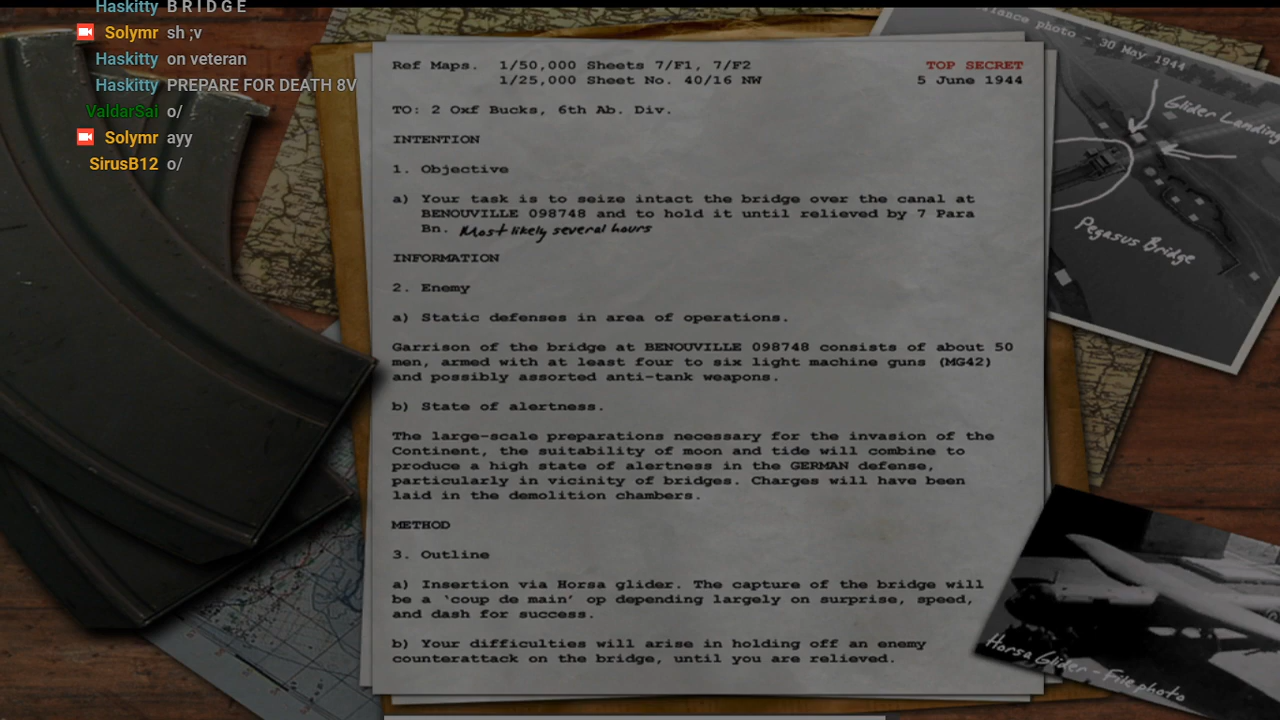 Haskitty B R I D G E
Solymr sh ;v
Haskitty on veteran
Haskitty PREPARE FOR DEATH 8V
ValdarSai o/
Solymr ayy
SirusB12 o/
Ref Maps. 1/50,000 Sheets 7/F1, 7/F2
1/25,000 Sheet No. 40/16 NW
TOP SECRET
5 June 1944
TO: 2 Oxf Bucks, 6th Ab. Div.
INTENTION
1. Objective
a) Your task is to seize intact the bridge over the canal at
BENOUVILLE 098748 and to hold it until relieved by 7 Para
Bn. Most likely several hours
INFORMATION
2. Enemy
a) Static defenses in area of operations.
Garrison of the bridge at BENOUVILLE 098748 consists of about 50
men, armed with at least four to six light machine guns (MG42)
and possibly assorted anti-tank weapons.
b) State of alertness.
The large-scale preparations necessary for the invasion of the
Continent, the suitability of moon and tide will combine to
produce a high state of alertness in the GERMAN defense,
particularly in vicinity of bridges. Charges will have been
laid in the demolition chambers.
METHOD
3. Outline
a) Insertion via Horsa glider. The capture of the bridge will
be a 'coup de main' op depending largely on surprise, speed,
and dash for success.
b) Your difficulties will arise in holding off an enemy
counterattack on the bridge, until you are relieved.
photo - 30 May 1944
Glider Landing
Pegasus Bridge
Horsa Glider - File photo